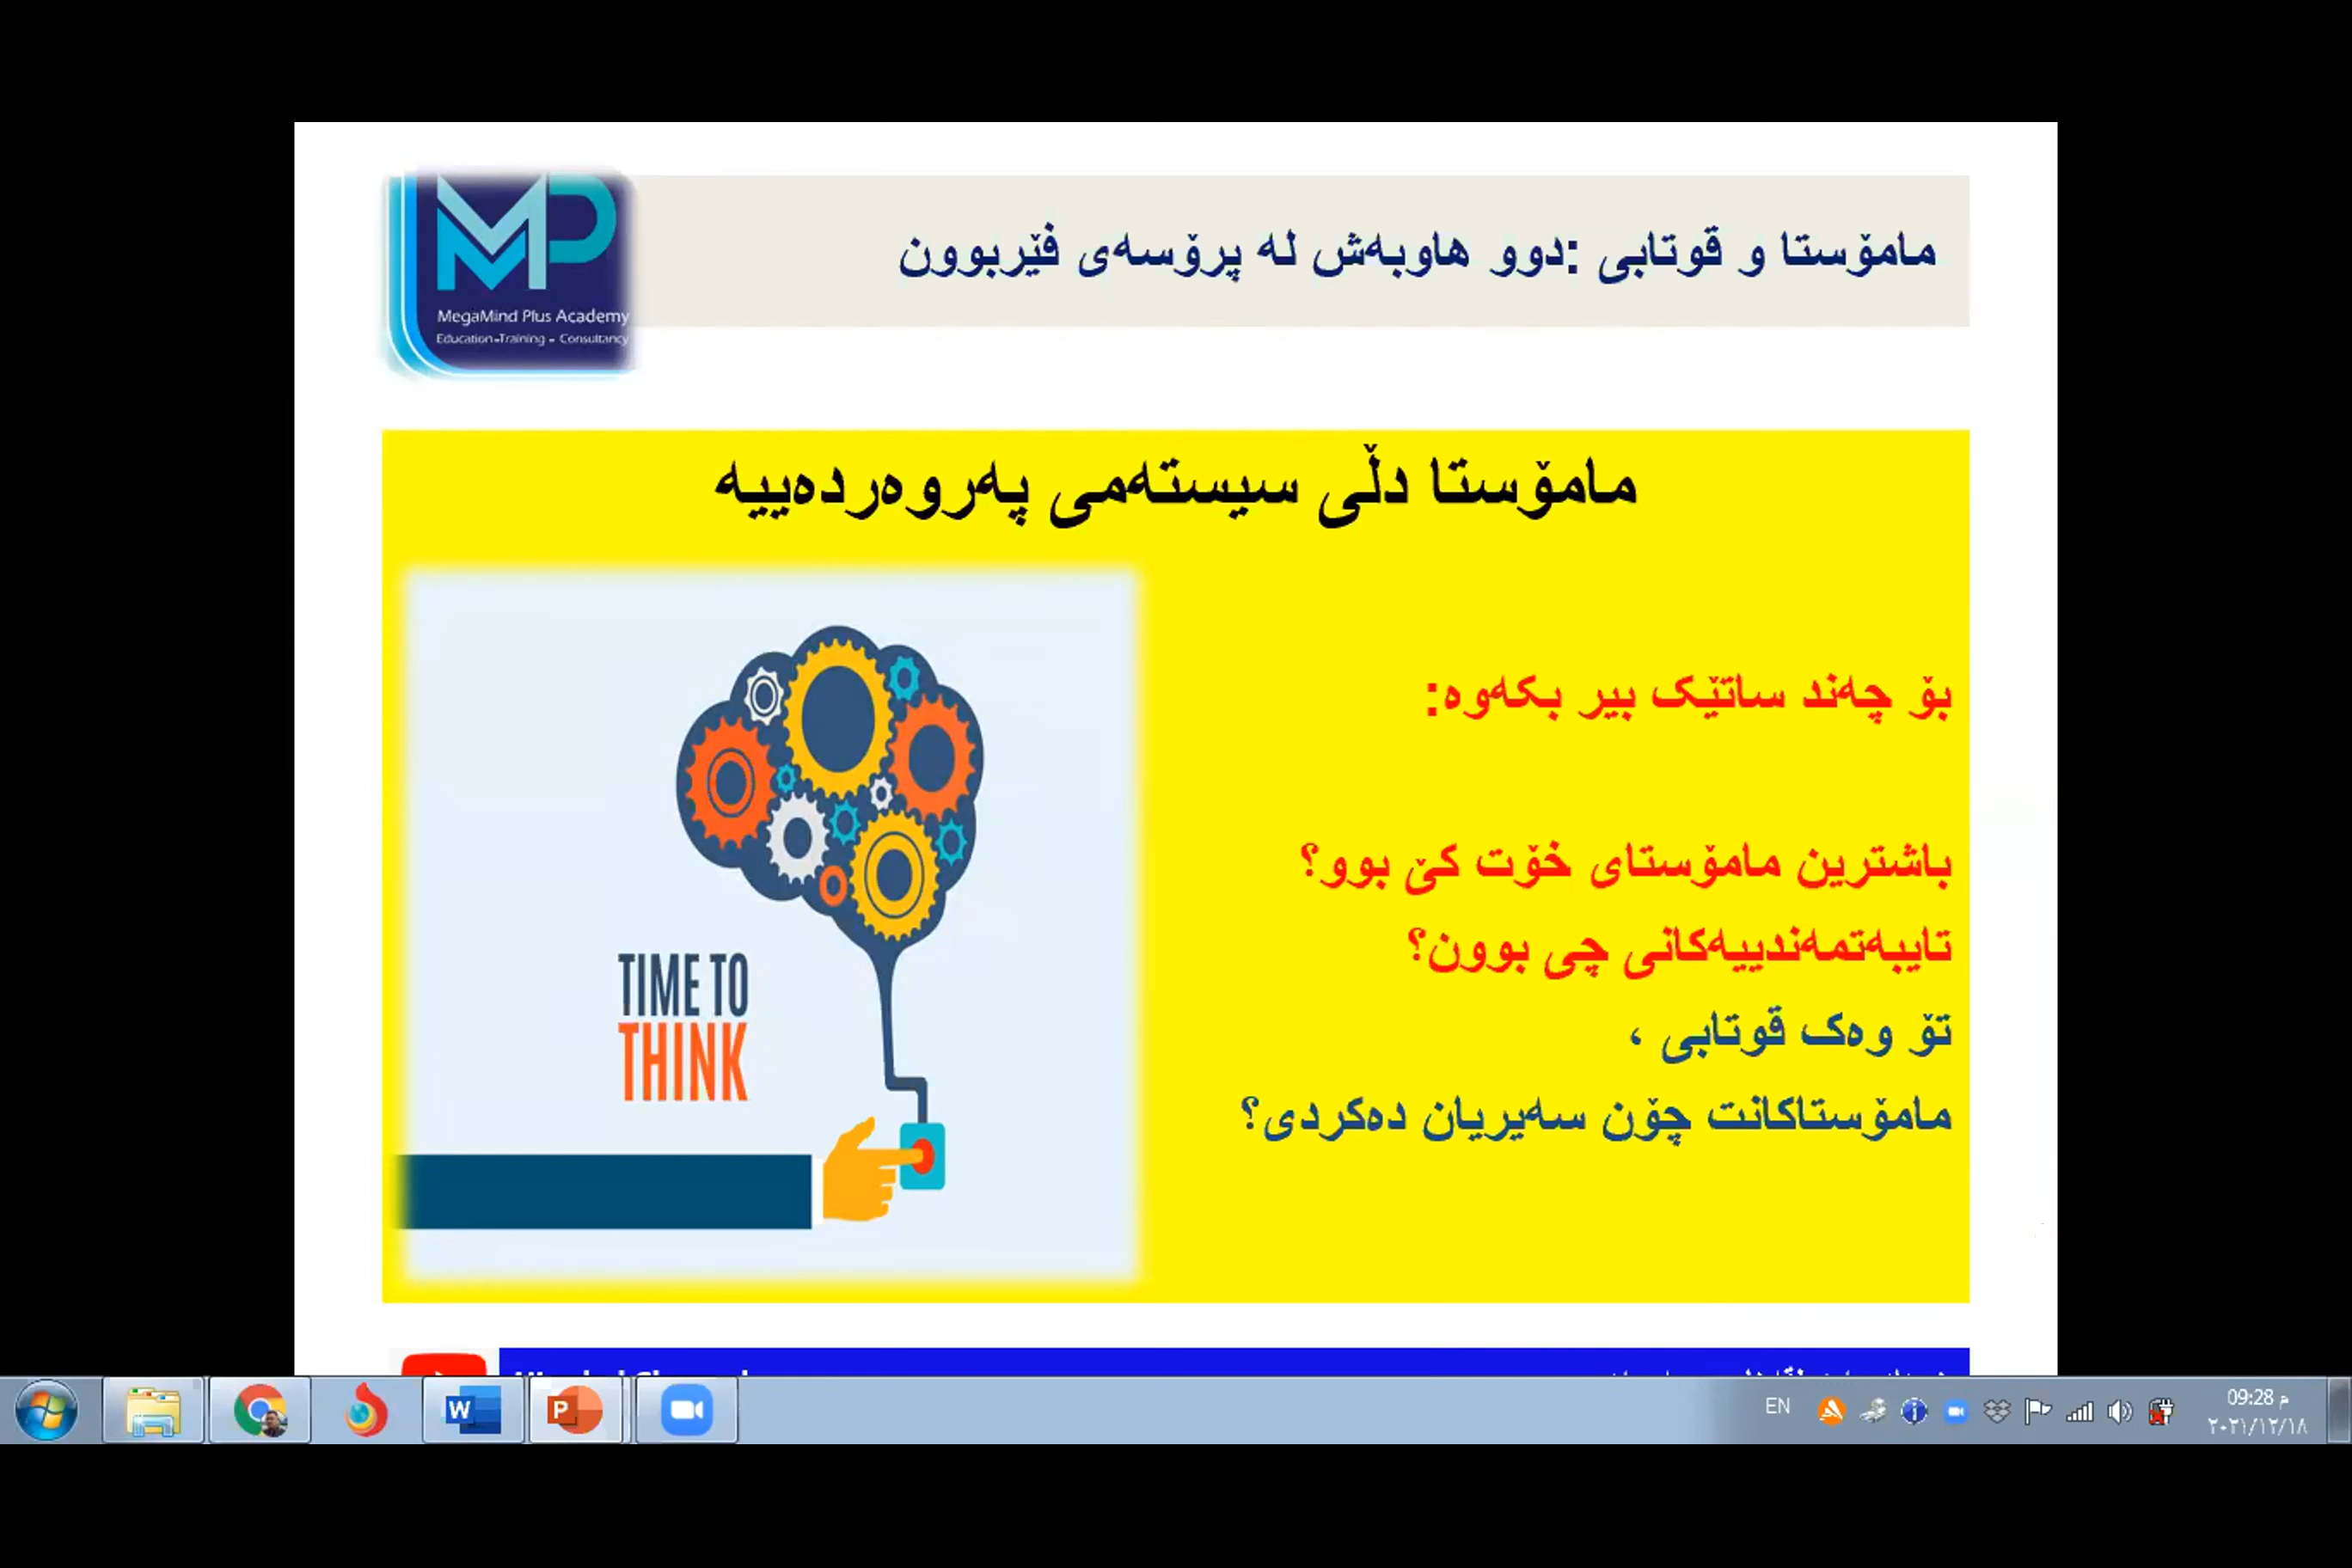 MP
MegaMind Plus Academy
Education - Training - Consultancy
مامۆستا و قوتابی :دوو هاوبەش لە پرۆسەی فێربوون
مامۆستا دڵی سیستەمی پەروەردەییە
بۆ چەند ساتێک بیر بکەوە:
باشترین مامۆستای خۆت کێ بوو؟
تایبەتمەندییەکانی چی بوون؟
تۆ وەک قوتابی ،
مامۆستاکانت چۆن سەیریان دەکردی؟
TIME TO
THINK
EN
09:28 م
٢٠٢١/١٢/١٨